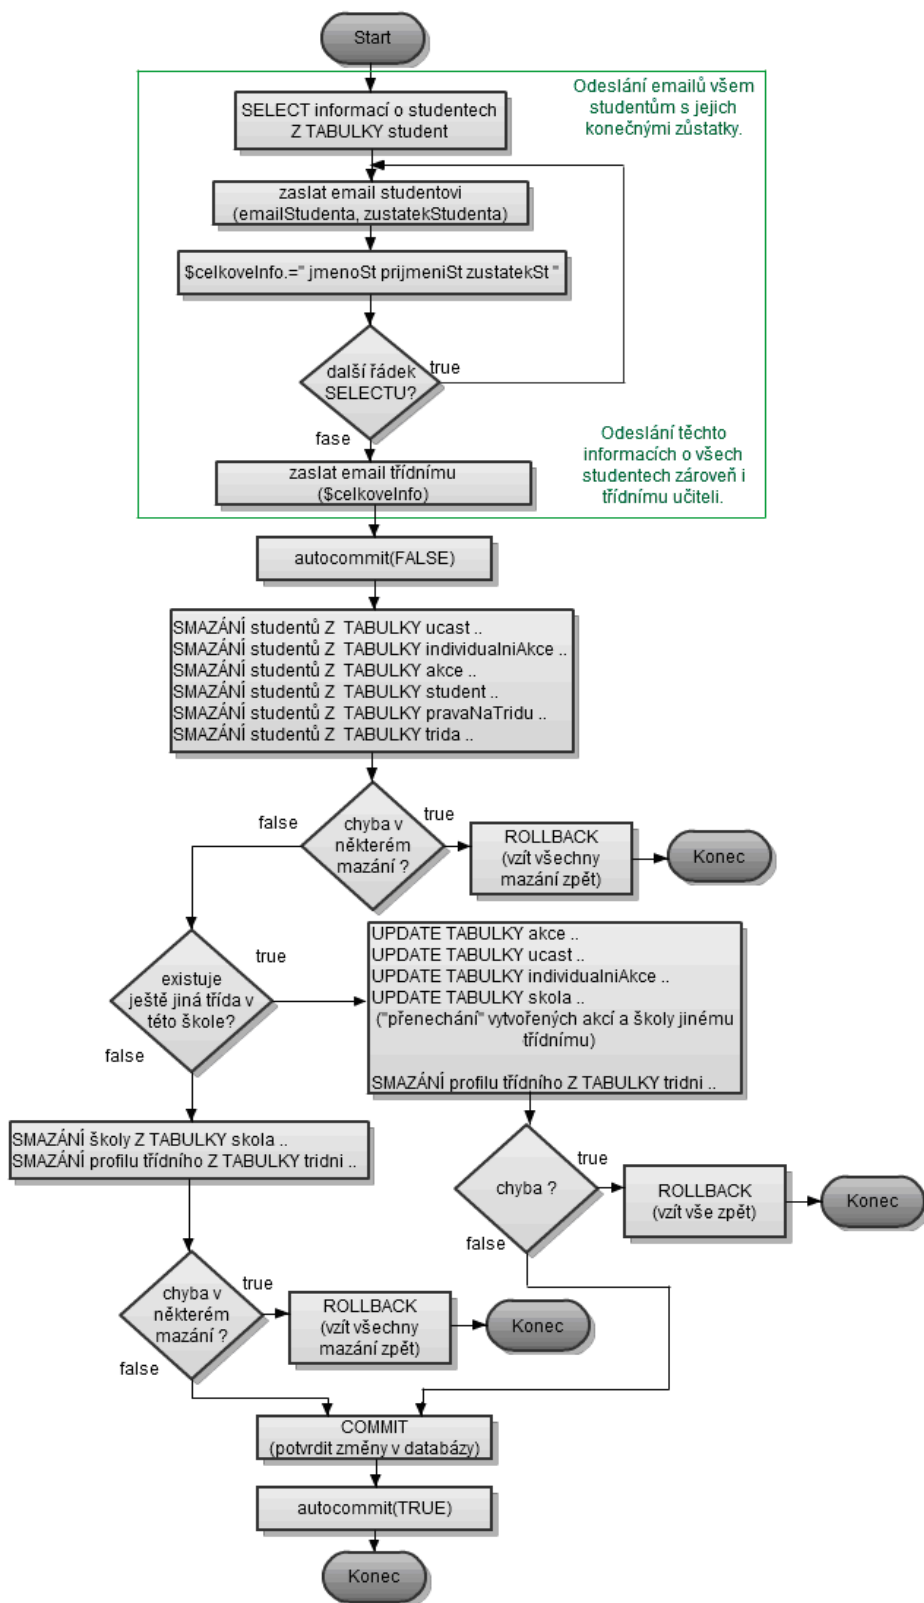 Start
Odeslání emailů všem
studentům s jejich
konečnými zůstatky.
SELECT informací o studentech
Z TABULKY student
zaslat email studentovi
(emailStudenta, zustatekStudenta)
$celkoveInfo.=" jmenoSt prijmeniSt zustatekSt "
další řádek
SELECTU?
true
fase
Odeslání těchto
informacích o všech
studentech zároveň i
třídnímu učiteli.
zaslat email třídnímu
($celkoveInfo)
autocommit(FALSE)
SMAZÁNÍ studentů Z TABULKY ucast ..
SMAZÁNÍ studentů Z TABULKY individualniAkce ..
SMAZÁNÍ studentů Z TABULKY akce ..
SMAZÁNÍ studentů Z TABULKY student ..
SMAZÁNÍ studentů Z TABULKY pravaNaTridu ..
SMAZÁNÍ studentů Z TABULKY trida ..
chyba v
některém
mazání ?
false
true
ROLLBACK
(vzít všechny
mazání zpět)
Konec
existuje
ještě jiná třída v
této škole?
true
false
UPDATE TABULKY akce ..
UPDATE TABULKY ucast ..
UPDATE TABULKY individualniAkce ..
UPDATE TABULKY skola ..
("přenechání" vytvořených akcí a školy jinému
třídnímu)
SMAZÁNÍ profilu třídního Z TABULKY tridni ..
SMAZÁNÍ školy Z TABULKY skola ..
SMAZÁNÍ profilu třídního Z TABULKY tridni ..
chyba ?
true
false
ROLLBACK
(vzít vše zpět)
Konec
chyba v
některém
mazání ?
true
false
ROLLBACK
(vzít všechny
mazání zpět)
Konec
COMMIT
(potvrdit změny v databázy)
autocommit(TRUE)
Konec